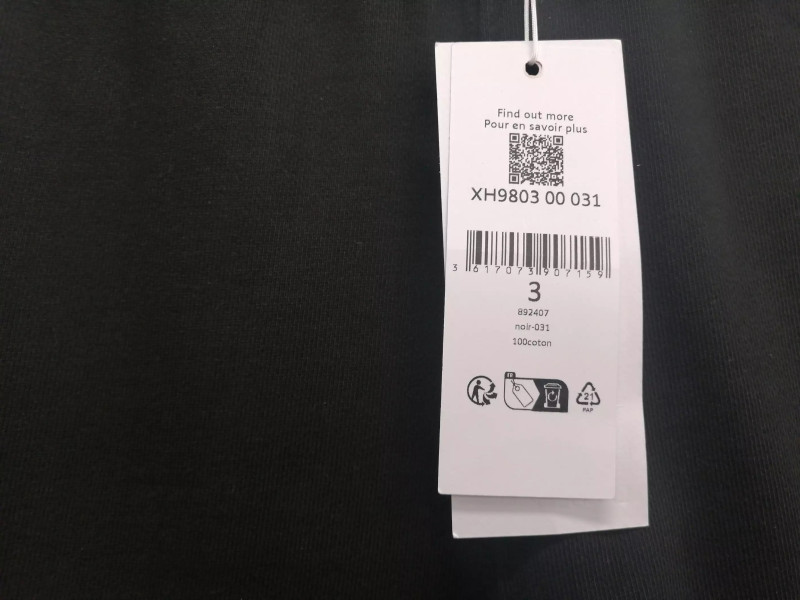 Find out more
Pour en savoir plus
XH9803 00 031
3 617073 907159
3
892407
noir-031
100coton
FR
21
PAP